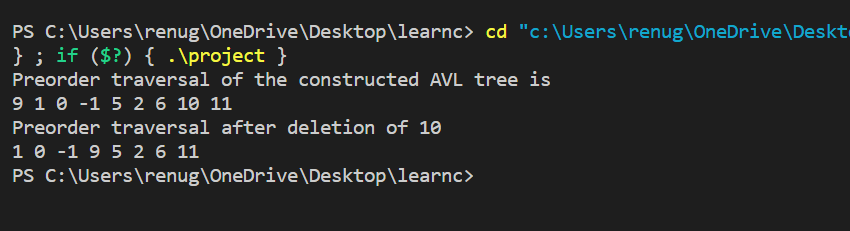 PS C:\Users\renug\OneDrive\Desktop\learnc> cd "c:\Users\renug\OneDrive\Deskt
} ; if ($?) { .\project }
Preorder traversal of the constructed AVL tree is
9 1 0 -1 5 2 6 10 11
Preorder traversal after deletion of 10
1 0 -1 9 5 2 6 11
PS C:\Users\renug\OneDrive\Desktop\learnc>